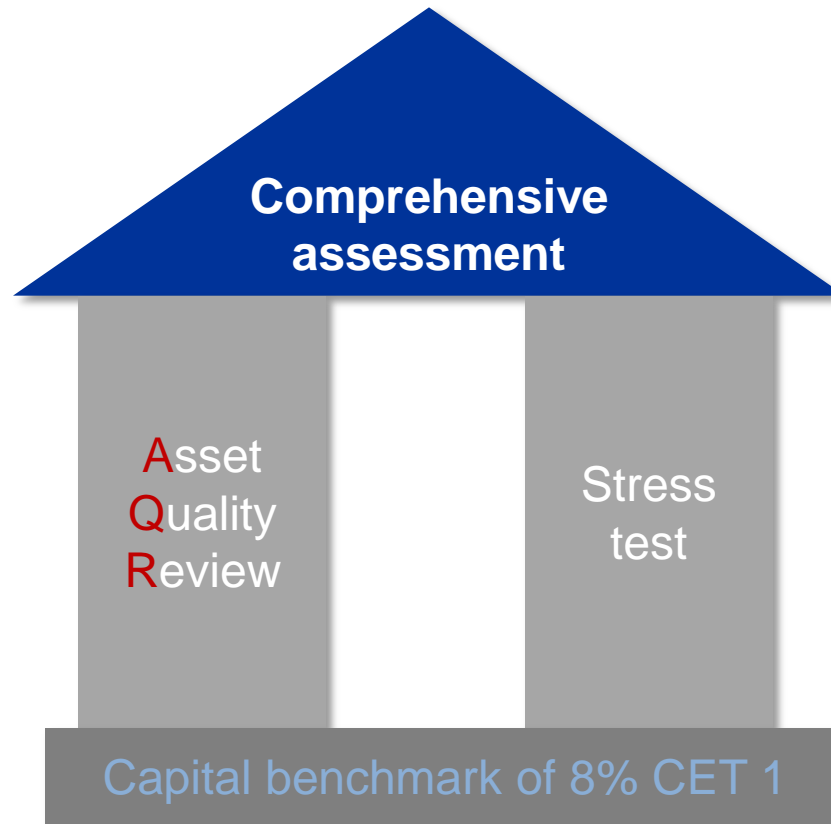 Comprehensive
assessment
Asset
Quality
Review
Stress
test
Capital benchmark of 8% CET 1